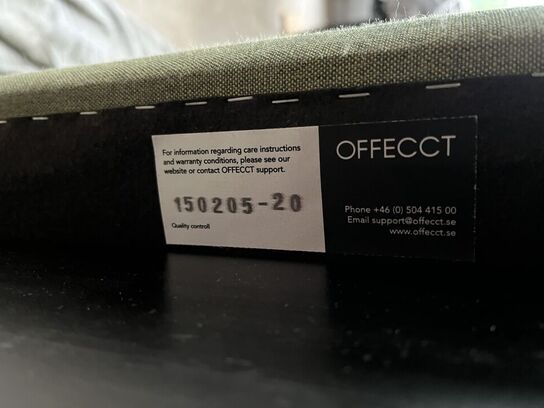 For information regarding care instructions
and warranty conditions, please see our
website or contact OFFECCT support.
150205-20
Quality controll
OFFECCT
Phone +46 (0) 504 415 00
Email support@offecct.se
www.offecct.se